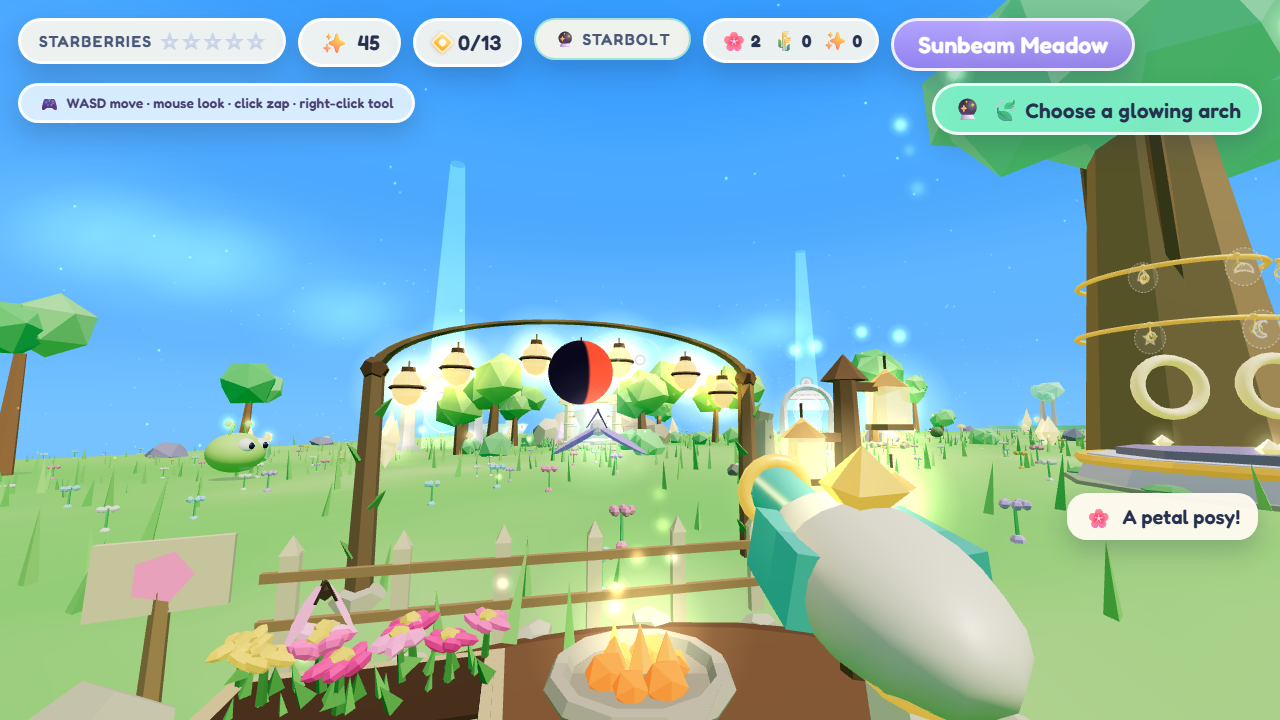 STARBERRIES
45
0/13
STARBOLT
2 0 0
Sunbeam Meadow
WASD move · mouse look · click zap · right-click tool
Choose a glowing arch
A petal posy!